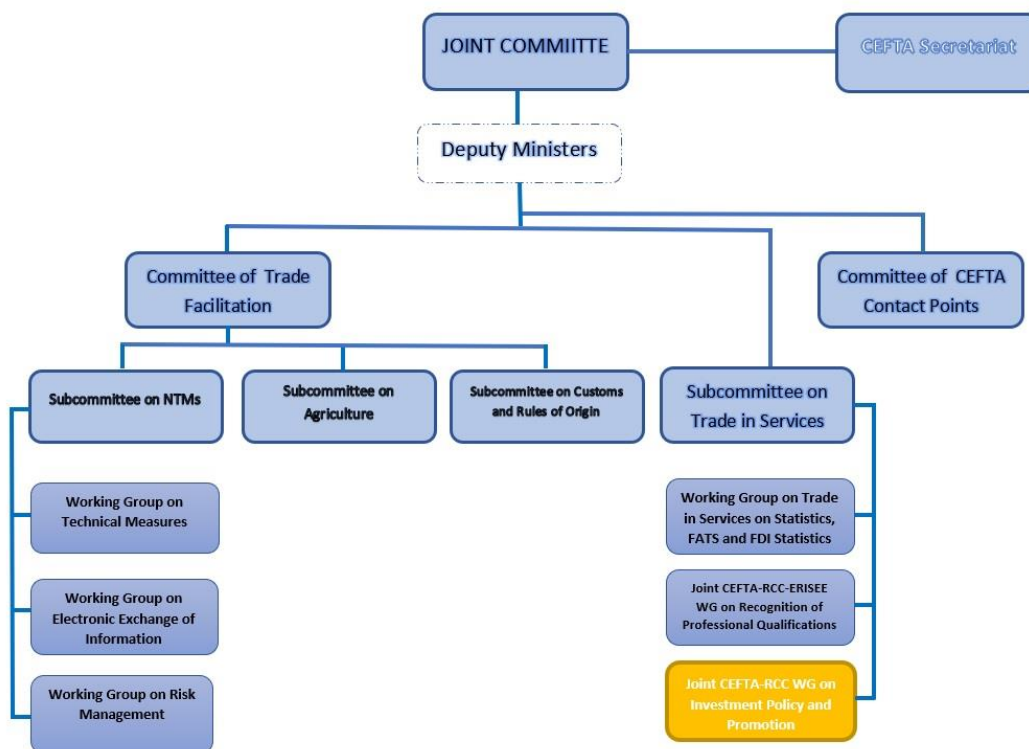 JOINT COMMIITTE
CEFTA Secretariat
Deputy Ministers
Committee of Trade
Facilitation
Committee of CEFTA
Contact Points
Subcommittee on NTMs
Subcommittee on
Agriculture
Subcommittee on Customs
and Rules of Origin
Subcommittee on
Trade in Services
Working Group on
Technical Measures
Working Group on
Electronic Exchange of
Information
Working Group on Risk
Management
Working Group on Trade
in Services on Statistics,
FATS and FDI Statistics
Joint CEFTA-RCC-ERISEE
WG on Recognition of
Professional Qualifications
Joint CEFTA-RCC WG on
Investment Policy and
Promotion